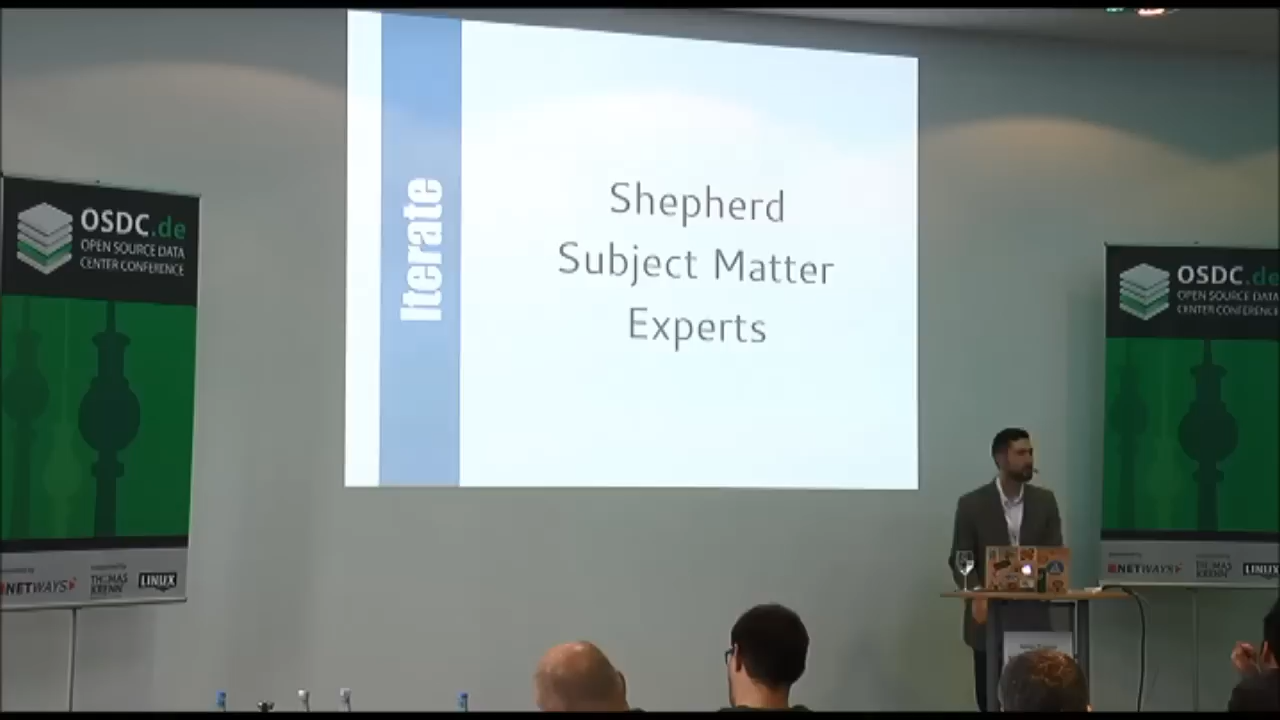 Iterate
Shepherd
Subject Matter
Experts
OSDC.de
OPEN SOURCE DATA
CENTER CONFERENCE
NETWAYS
THOMAS
KRENN
LINUX
OSDC.de
OPEN SOURCE DATA
CENTER CONFERENCE
NETWAYS
THOMAS
KRENN
LINUX